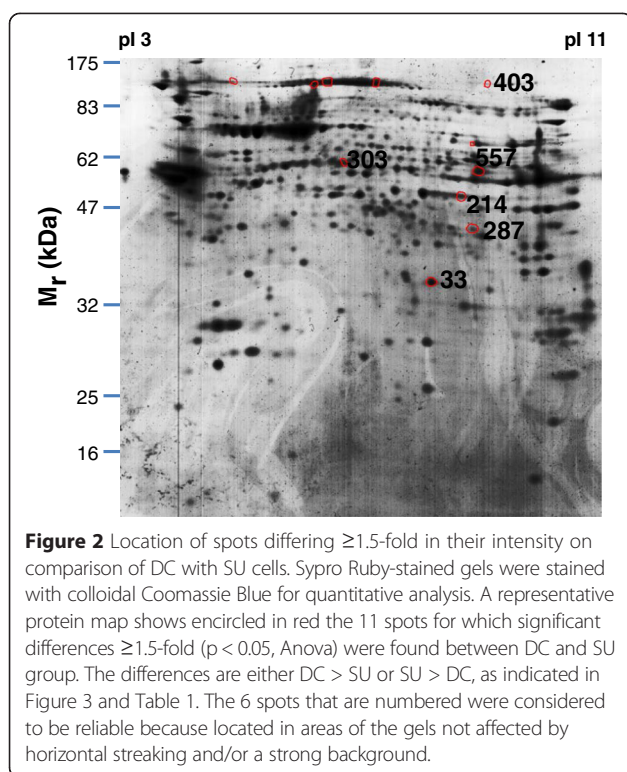 pI 3
pI 11
175
83
62
47
32
25
16
Mr (kDa)
403
557
303
214
287
33
Figure 2 Location of spots differing ≥1.5-fold in their intensity on
comparison of DC with SU cells. Sypro Ruby-stained gels were stained
with colloidal Coomassie Blue for quantitative analysis. A representative
protein map shows encircled in red the 11 spots for which significant
differences ≥1.5-fold (p < 0.05, Anova) were found between DC and SU
group. The differences are either DC > SU or SU > DC, as indicated in
Figure 3 and Table 1. The 6 spots that are numbered were considered
to be reliable because located in areas of the gels not affected by
horizontal streaking and/or a strong background.